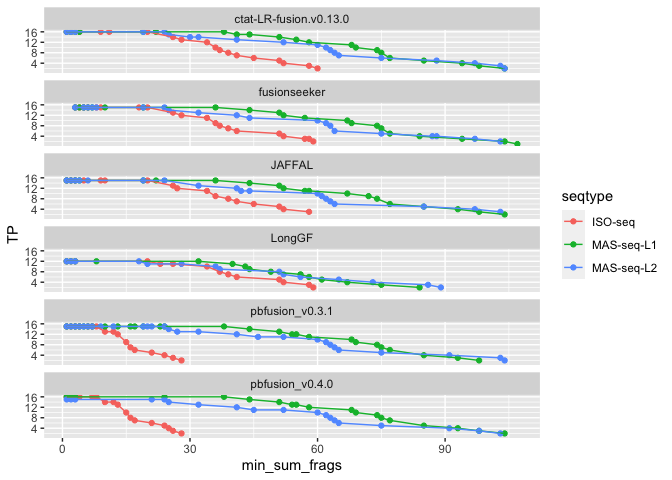 ctat-LR-fusion.v0.13.0
16
12
8
4
fusionseeker
16
12
8
4
JAFFAL
16
12
8
4
LongGF
16
12
8
4
pbfusion_v0.3.1
16
12
8
4
pbfusion_v0.4.0
16
12
8
4
0 30 60 90
min_sum_frags
TP
seqtype
ISO-seq
MAS-seq-L1
MAS-seq-L2